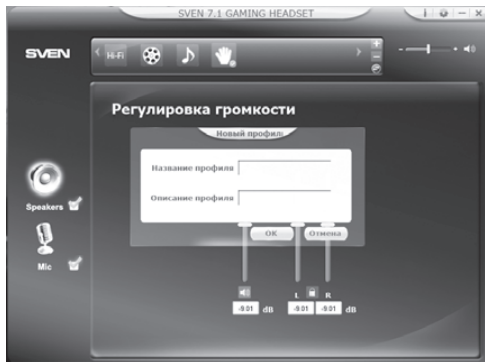 SVEN 7.1 GAMING HEADSET
SVEN
Hi-Fi
Регулировка громкости
Новый профиль
Название профиля
Описание профиля
OK
Отмена
Speakers
Mic
L R
-9.01 dB -9.01 -9.01 dB